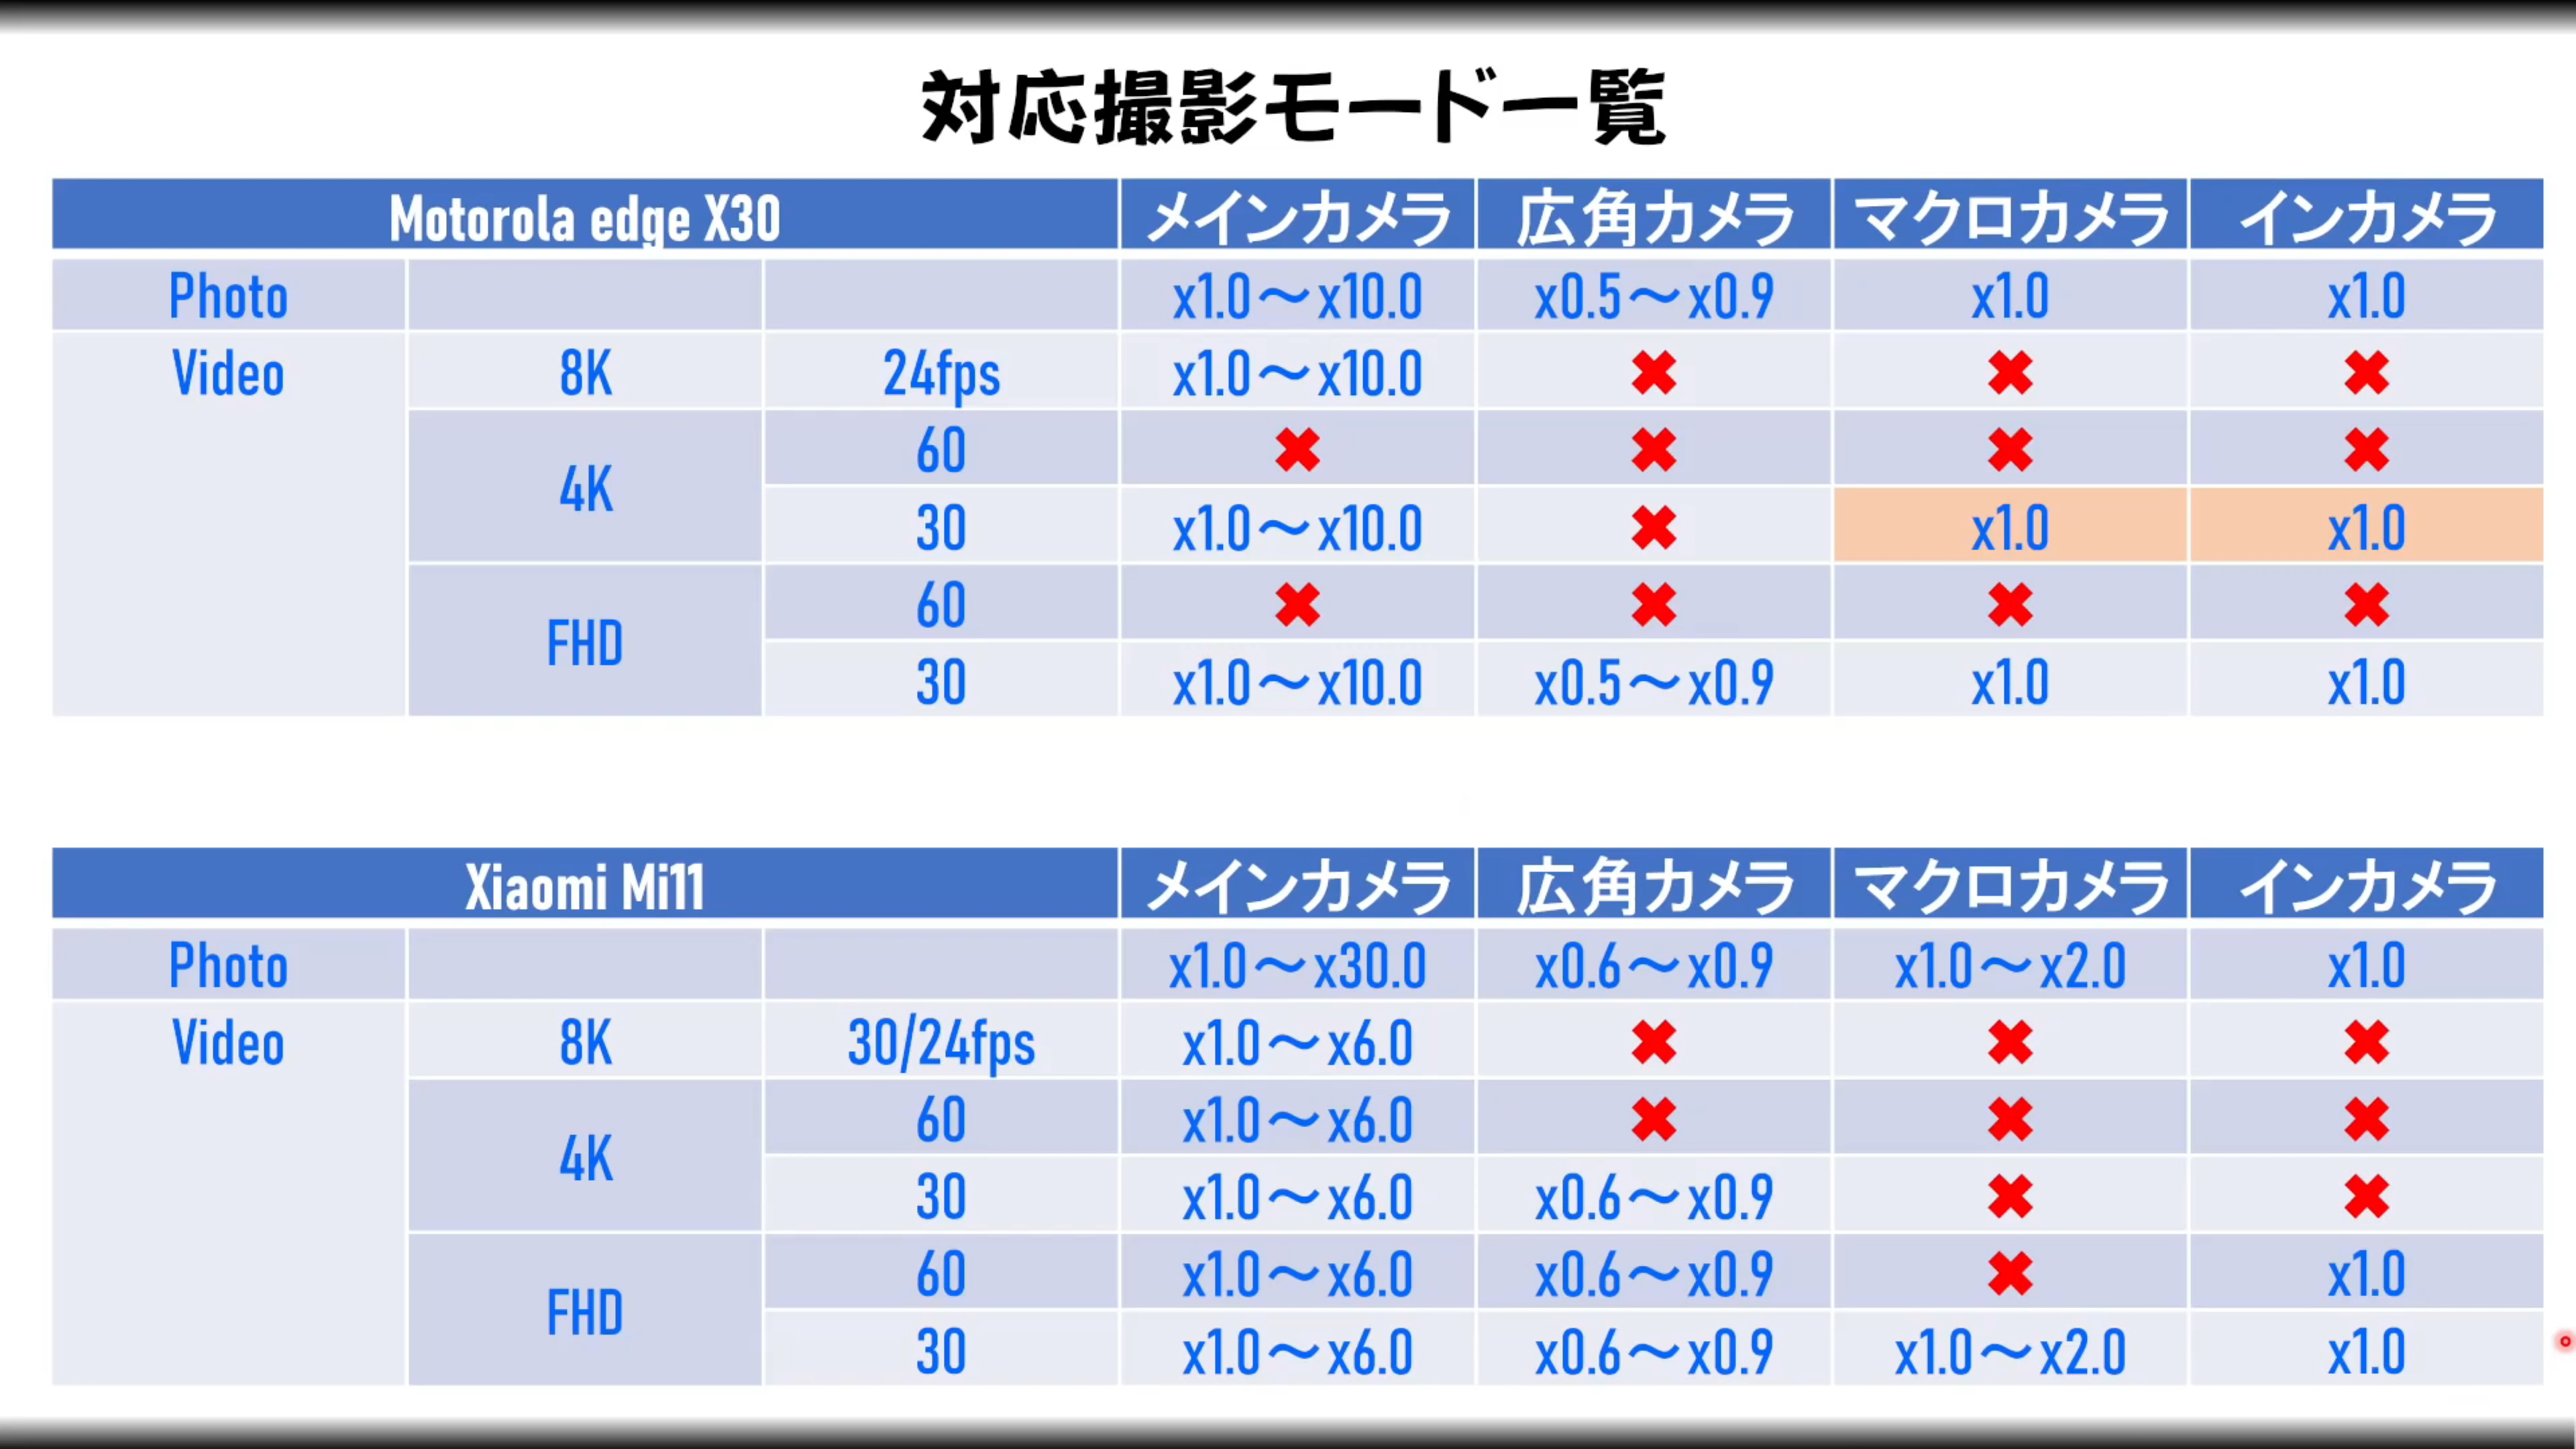 対応撮影モード一覧
Motorola edge X30 メインカメラ 広角カメラ マクロカメラ インカメラ
Photo x1.0～x10.0 x0.5～x0.9 x1.0 x1.0
Video 8K 24fps x1.0～x10.0 ✖ ✖ ✖
4K 60 ✖ ✖ ✖ ✖
30 x1.0～x10.0 ✖ x1.0 x1.0
FHD 60 ✖ ✖ ✖ ✖
30 x1.0～x10.0 x0.5～x0.9 x1.0 x1.0
Xiaomi Mi11 メインカメラ 広角カメラ マクロカメラ インカメラ
Photo x1.0～x30.0 x0.6～x0.9 x1.0～x2.0 x1.0
Video 8K 30/24fps x1.0～x6.0 ✖ ✖ ✖
4K 60 x1.0～x6.0 ✖ ✖ ✖
30 x1.0～x6.0 x0.6～x0.9 ✖ ✖
FHD 60 x1.0～x6.0 x0.6～x0.9 ✖ x1.0
30 x1.0～x6.0 x0.6～x0.9 x1.0～x2.0 x1.0